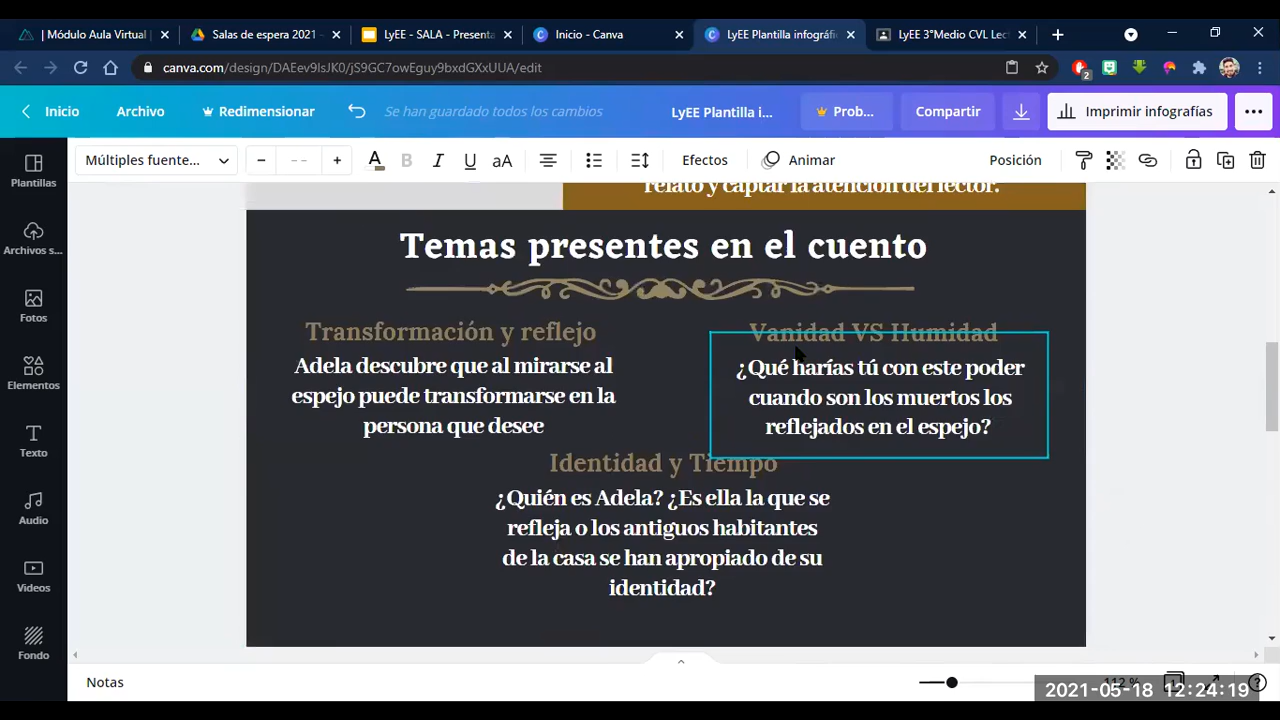 | Módulo Aula Virtual |
Salas de espera 2021 -
LyEE - SALA - Presenta
Inicio - Canva
LyEE Plantilla infográfi
LyEE 3°Medio CVL Lect
canva.com/design/DAEev9IsJK0/jS9GC7owEguy9bxdGXxUUA/edit
2
Inicio
Archivo
Redimensionar
Se han guardado todos los cambios
LyEE Plantilla i...
Prob...
Compartir
Imprimir infografías
Plantillas
Archivos s...
Fotos
Elementos
Texto
Audio
Videos
Fondo
Múltiples fuente...
– –
A
B
I
U
aA
Efectos
Animar
Posición
relato y captar la atención del lector.
Temas presentes en el cuento
Transformación y reflejo
Adela descubre que al mirarse al
espejo puede transformarse en la
persona que desee
Vanidad VS Humidad
¿Qué harías tú con este poder
cuando son los muertos los
reflejados en el espejo?
Identidad y Tiempo
¿Quién es Adela? ¿Es ella la que se
refleja o los antiguos habitantes
de la casa se han apropiado de su
identidad?
Notas
112 %
1
?
2021-05-18 12:24:19